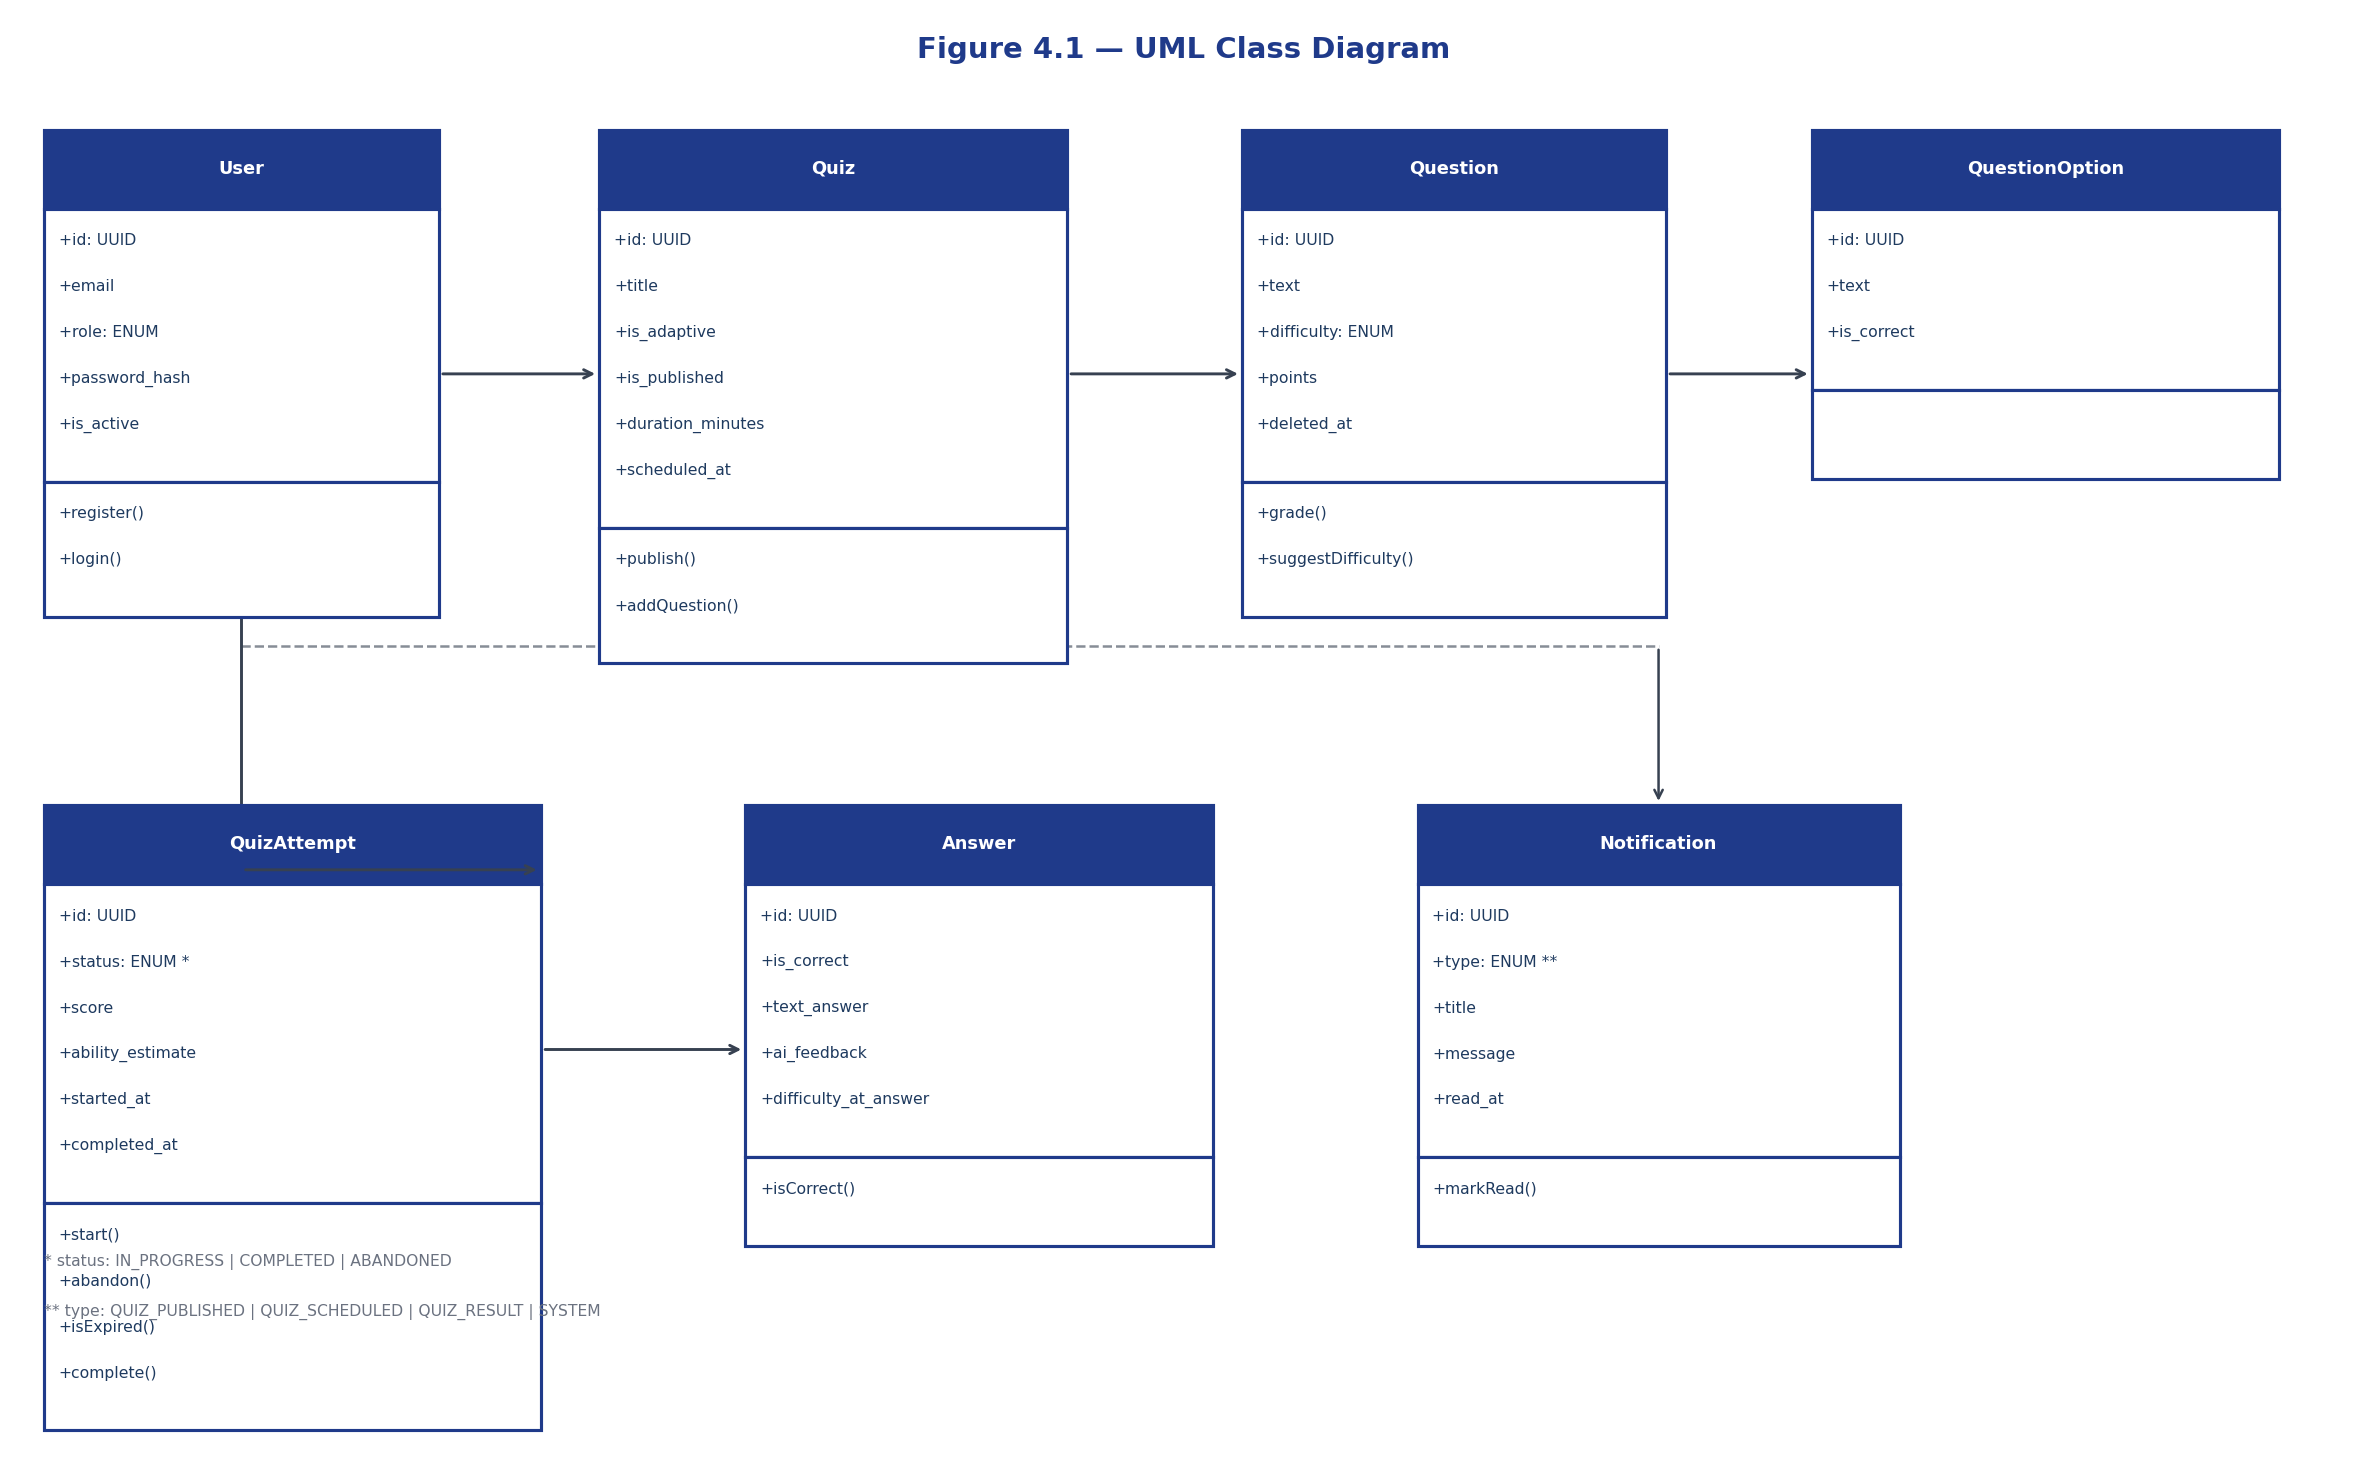 Figure 4.1 — UML Class Diagram
User
+id: UUID
+email
+role: ENUM
+password_hash
+is_active
+register()
+login()
Quiz
+id: UUID
+title
+is_adaptive
+is_published
+duration_minutes
+scheduled_at
+publish()
+addQuestion()
Question
+id: UUID
+text
+difficulty: ENUM
+points
+deleted_at
+grade()
+suggestDifficulty()
QuestionOption
+id: UUID
+text
+is_correct
QuizAttempt
+id: UUID
+status: ENUM *
+score
+ability_estimate
+started_at
+completed_at
+start()
* status: IN_PROGRESS | COMPLETED | ABANDONED
+abandon()
** type: QUIZ_PUBLISHED | QUIZ_SCHEDULED | QUIZ_RESULT | SYSTEM
+isExpired()
+complete()
Answer
+id: UUID
+is_correct
+text_answer
+ai_feedback
+difficulty_at_answer
+isCorrect()
Notification
+id: UUID
+type: ENUM **
+title
+message
+read_at
+markRead()